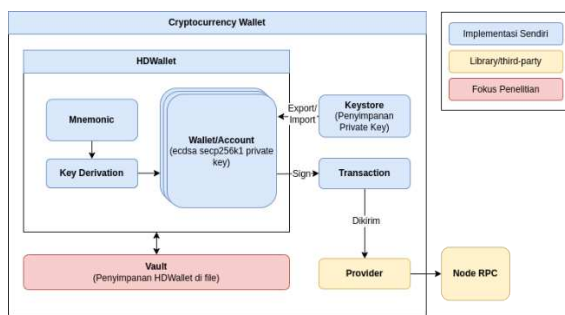 Cryptocurrency Wallet
HDWallet
Mnemonic
Key Derivation
Wallet/Account
(ecdsa secp256k1 private
key)
Export/
Import
Keystore
(Penyimpanan
Private Key)
Sign
Transaction
Dikirim
Vault
(Penyimpanan HDWallet di file)
Provider
Node RPC
Implementasi Sendiri
Library/third-party
Fokus Penelitian